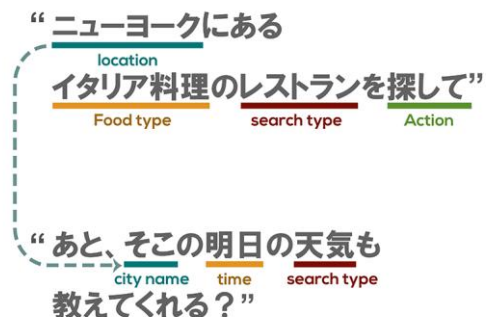 “ニューヨークにある
location
イタリア料理のレストランを探して”
Food type search type Action
“あと、そこの明日の天気も
city name time search type
教えてくれる？”